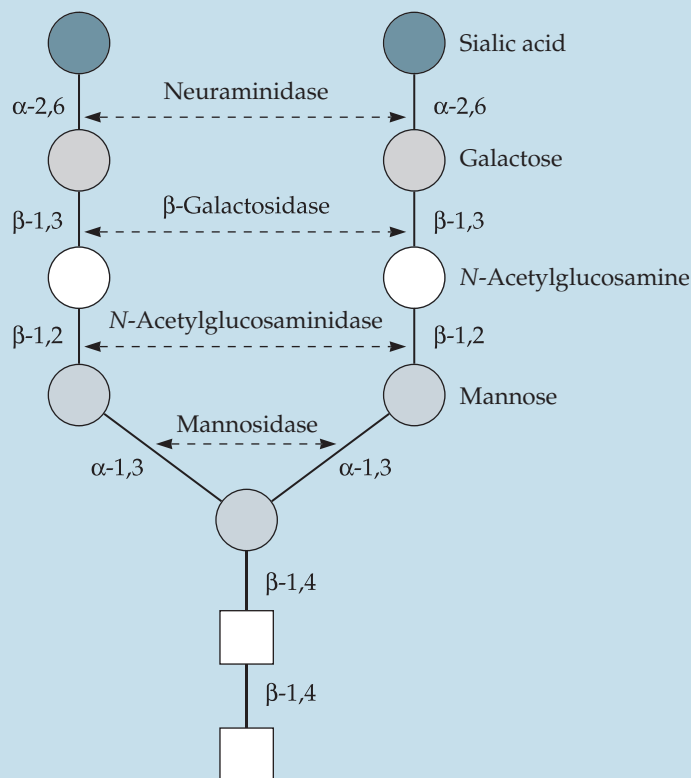 Sialic acid
α-2,6 Neuraminidase α-2,6
Galactose
β-1,3 β-Galactosidase β-1,3
N-Acetylglucosamine
β-1,2 N-Acetylglucosaminidase β-1,2
Mannose
Mannosidase
α-1,3 α-1,3
β-1,4
β-1,4